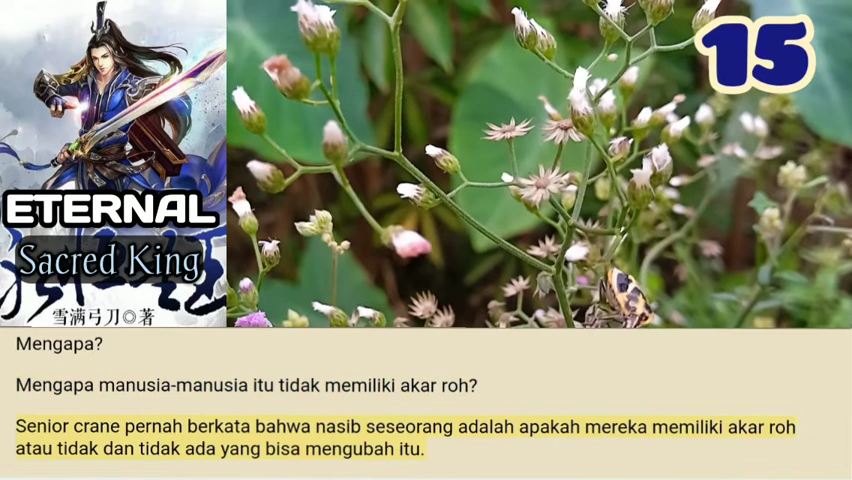 15
ETERNAL
Sacred King
雪满弓刀◎著
Mengapa?
Mengapa manusia-manusia itu tidak memiliki akar roh?
Senior crane pernah berkata bahwa nasib seseorang adalah apakah mereka memiliki akar roh
atau tidak dan tidak ada yang bisa mengubah itu.